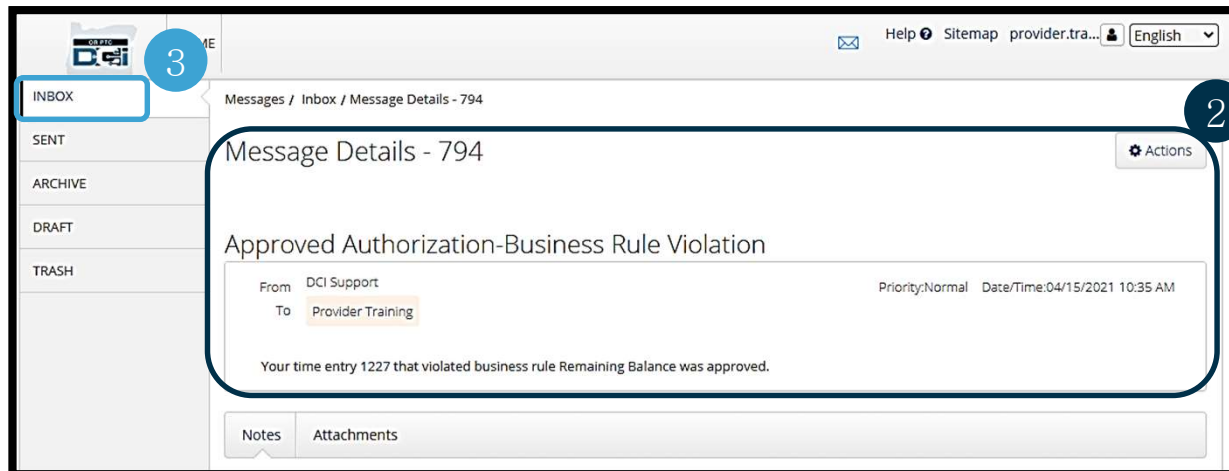 OR PTC
DCi
3
ME
Help Sitemap provider.tra... English
INBOX
SENT
ARCHIVE
DRAFT
TRASH
Messages / Inbox / Message Details - 794
2
Message Details - 794
Actions
Approved Authorization-Business Rule Violation
From DCI Support
Priority:Normal Date/Time:04/15/2021 10:35 AM
To Provider Training
Your time entry 1227 that violated business rule Remaining Balance was approved.
Notes Attachments